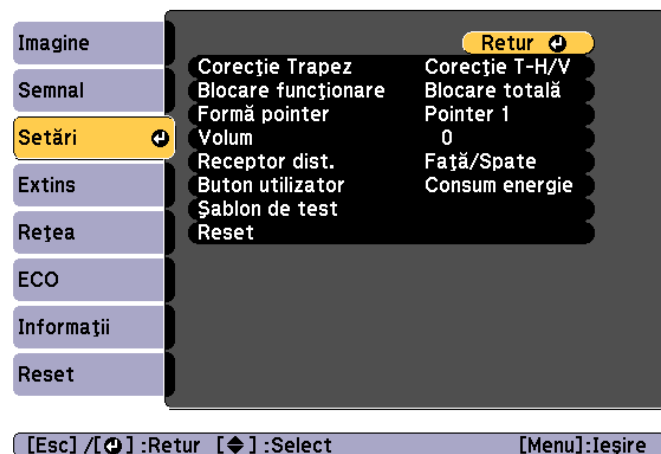 Imagine
Semnal
Setări
Extins
Reţea
ECO
Informaţii
Reset
Retur
Corecţie Trapez Corecţie T-H/V
Blocare funcţionare Blocare totală
Formă pointer Pointer 1
Volum 0
Receptor dist. Faţă/Spate
Buton utilizator Consum energie
Şablon de test
Reset
[Esc] /[ ] :Retur [ ] :Select [Menu]:Ieşire